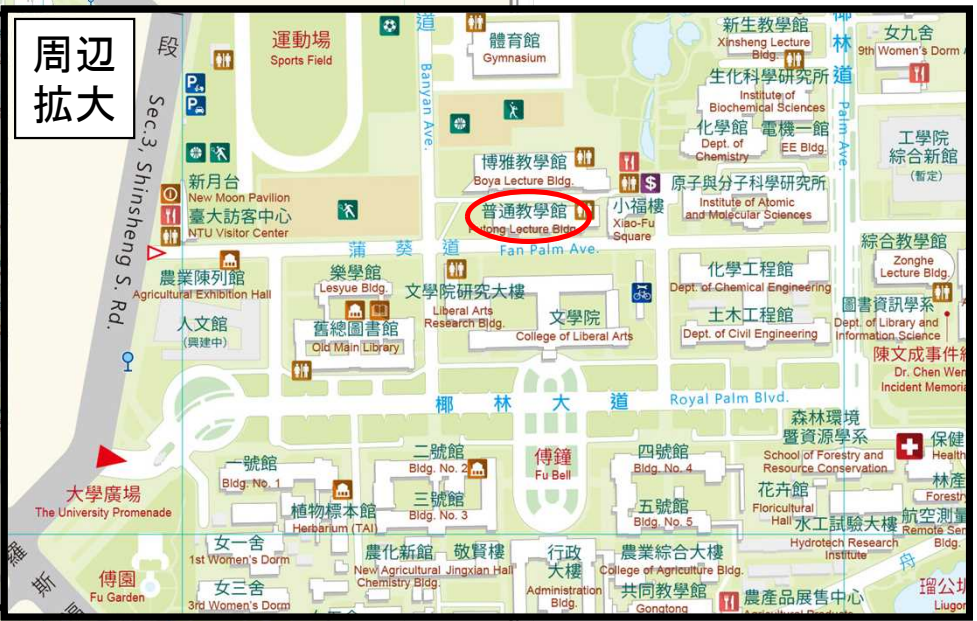 周辺
拡大
段
Sec.3, Shinsheng S. Rd.
運動場
Sports Field
道
Banyan Ave.
體育館
Gymnasium
新生教學館
Xinsheng Lecture
Bldg.
椰
林
道
Palm Ave.
女九舍
9th Women's Dorm
生化科學研究所
Institute of
Biochemical Sciences
化學館
Dept. of
Chemistry
電機一館
EE Bldg.
工學院
綜合新館
(暫定)
博雅教學館
Boya Lecture Bldg.
$
原子與分子科學研究所
Institute of Atomic
and Molecular Sciences
新月台
New Moon Pavilion
臺大訪客中心
NTU Visitor Center
普通教學館
Lecture Bldg.
小福樓
Xiao-Fu
Square
蒲葵道
Fan Palm Ave.
綜合教學館
Zonghe
Lecture Bldg.
農業陳列館
Agricultural Exhibition Hall
樂學館
Lesyue Bldg.
文學院研究大樓
Liberal Arts
Research Bldg.
化學工程館
Dept. of Chemical Engineering
人文館
(興建中)
舊總圖書館
Old Main Library
文學院
College of Liberal Arts
土木工程館
Dept. of Civil Engineering
圖書資訊學系
Dept. of Library and
Information Science
陳文成事件
Dr. Chen Wen
Incident Memoria
椰林大道
Royal Palm Blvd.
森林環境
暨資源學系
School of Forestry and
Resource Conservation
保健
Health
大學廣場
The University Promenade
一號館
Bldg. No. 1
二號館
Bldg. No. 2
傅鐘
Fu Bell
四號館
Bldg. No. 4
植物標本館
Herbarium (TAI)
三號館
Bldg. No. 3
五號館
Bldg. No. 5
花卉館
Floricultural
Hall
林產
Forestr
水工試驗大樓
Hydrotech Research
Institute
航空測量
Remote Sen
Bldg.
羅
斯
女一舍
1st Women's Dorm
農化新館
New Agricultural
Chemistry Bldg.
敬賢樓
Jingxian Hall
行政
大樓
Administration
Bldg.
農業綜合大樓
College of Agriculture Bldg.
舟
傅園
Fu Garden
女三舍
3rd Women's Dorm
共同教學館
Gongtong
農產品展售中心
瑠公圳
Liugon